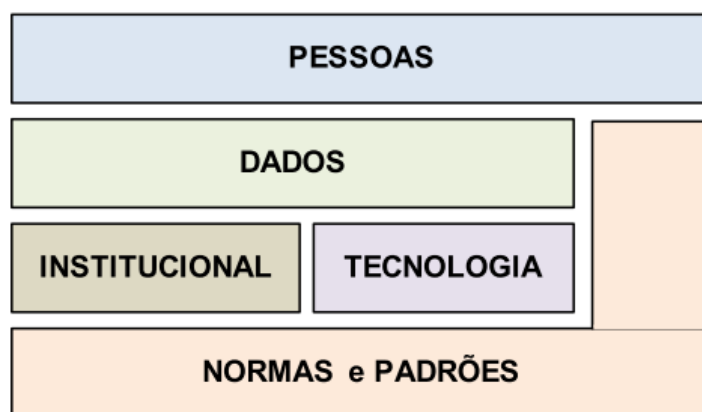 PESSOAS
DADOS
INSTITUCIONAL
TECNOLOGIA
NORMAS e PADRÕES